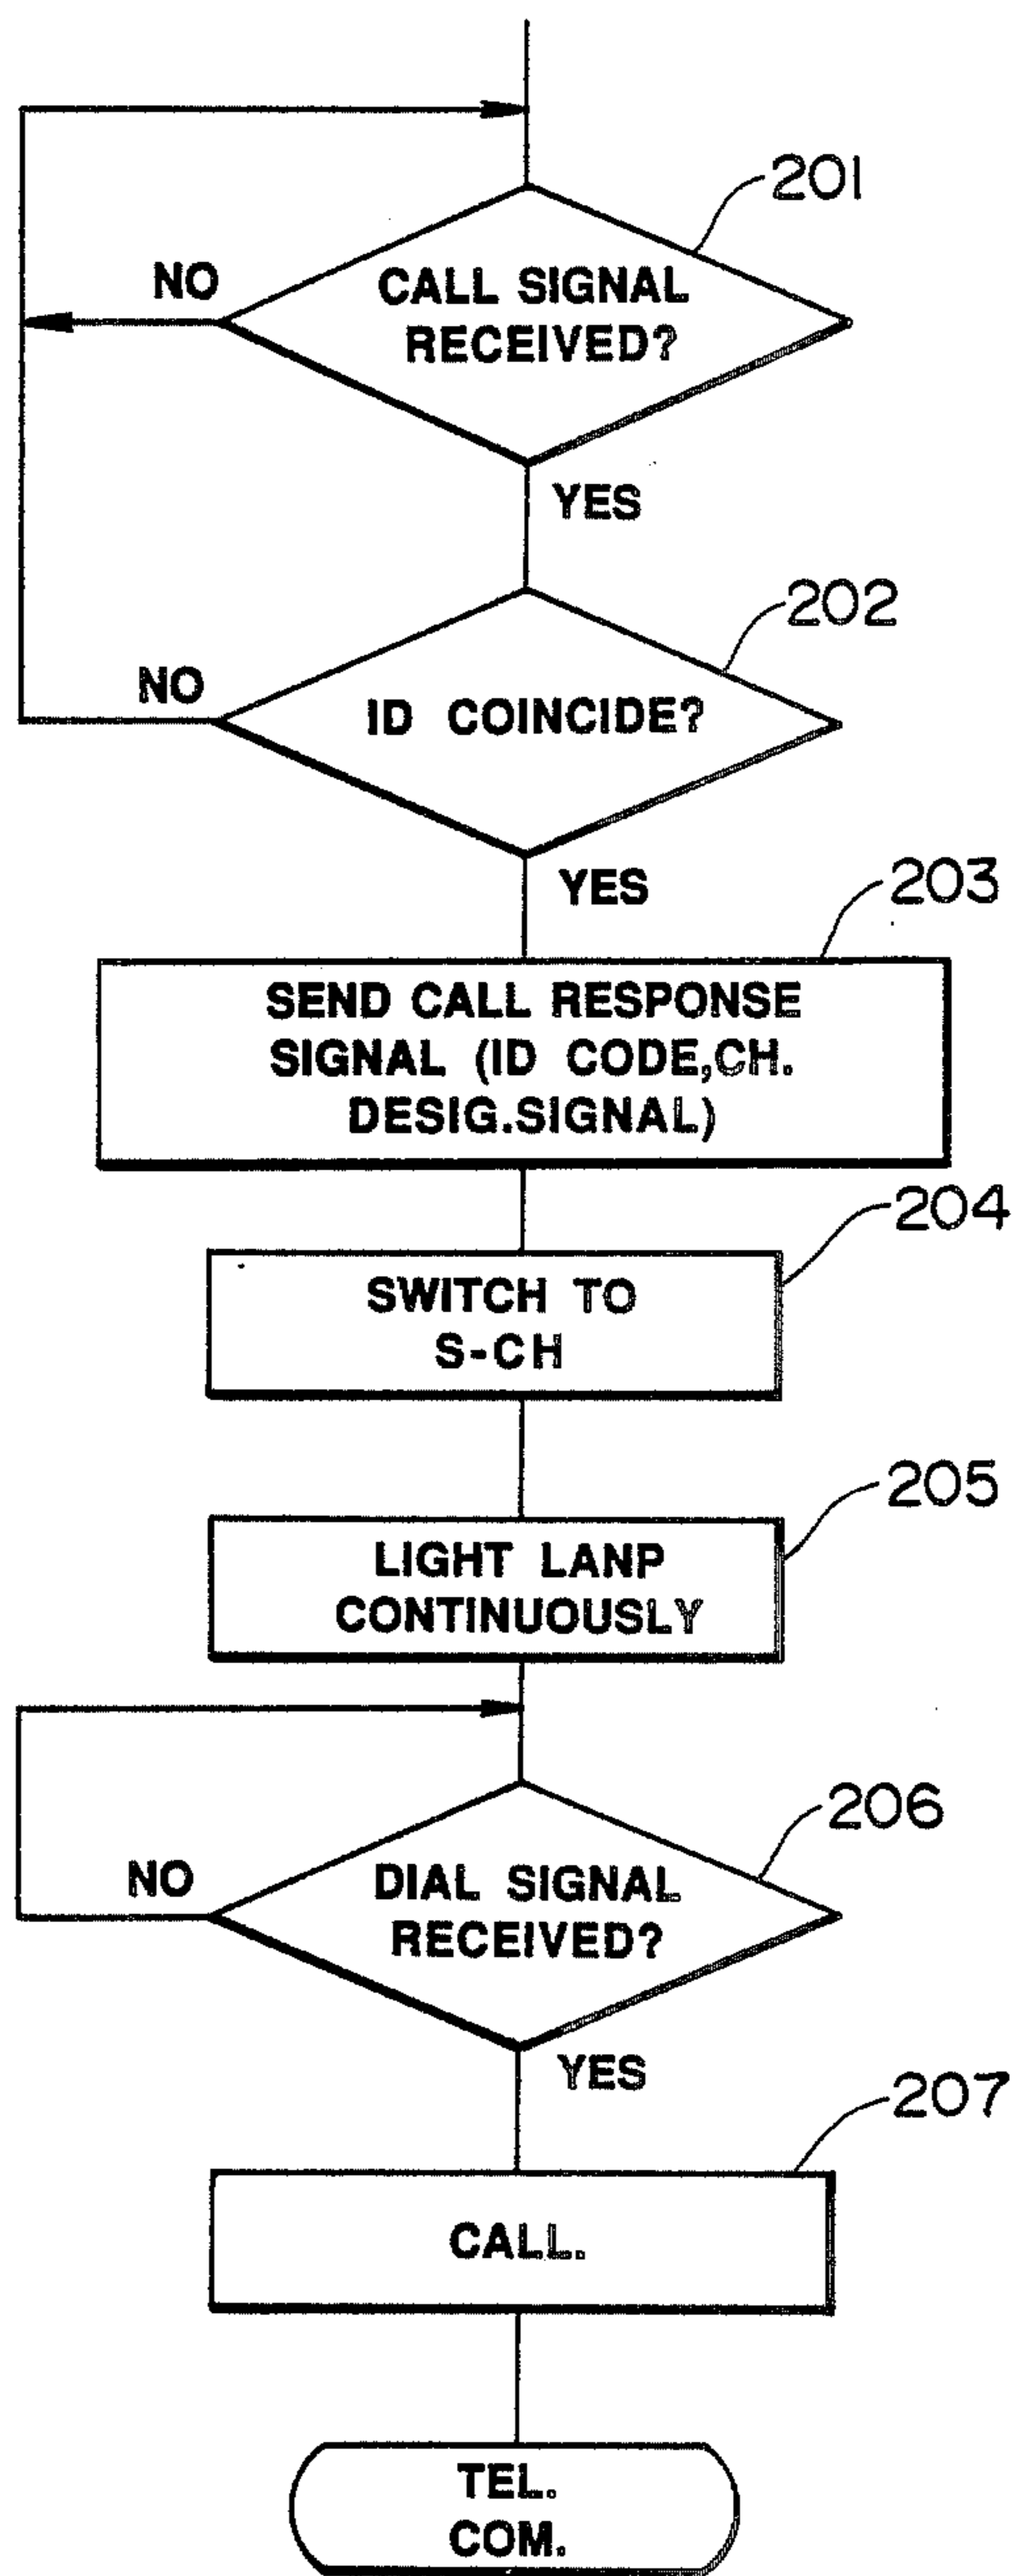 201
NO
CALL SIGNAL
RECEIVED?
YES
202
NO
ID COINCIDE?
YES
203
SEND CALL RESPONSE
SIGNAL (ID CODE,CH.
DESIG.SIGNAL)
204
SWITCH TO
S-CH
205
LIGHT LANP
CONTINUOUSLY
206
NO
DIAL SIGNAL
RECEIVED?
YES
207
CALL.
TEL.
COM.